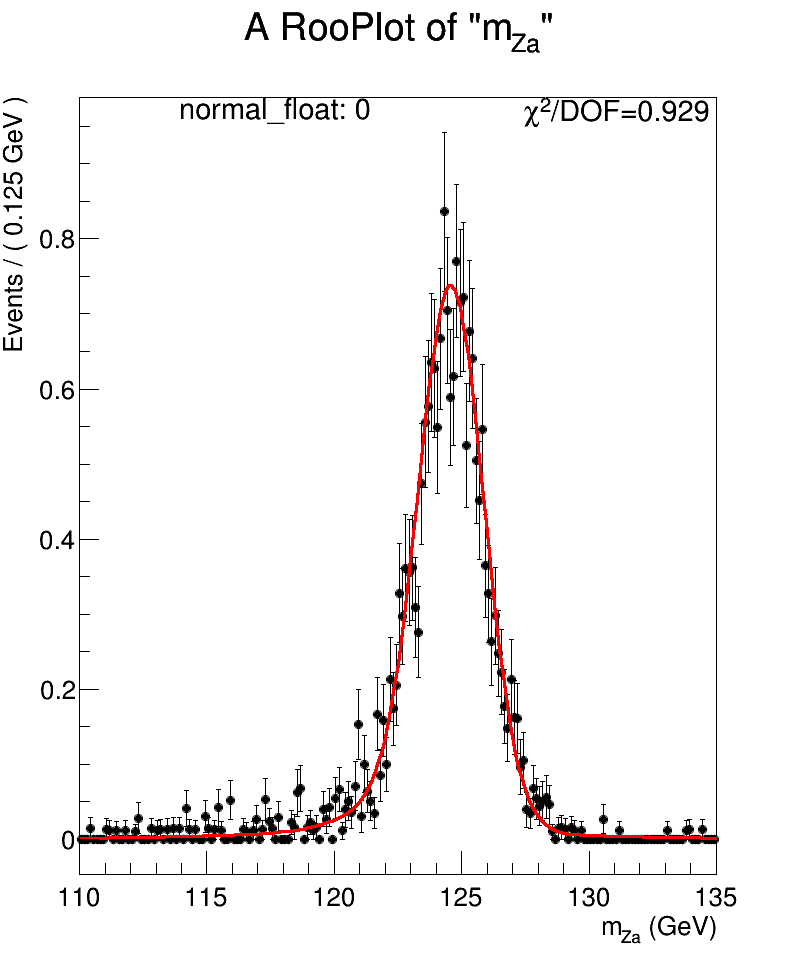 A RooPlot of "m_Za"
normal_float: 0
χ²/DOF=0.929
Events / ( 0.125 GeV )
0.8
0.6
0.4
0.2
0
110 115 120 125 130 135
m_Za (GeV)